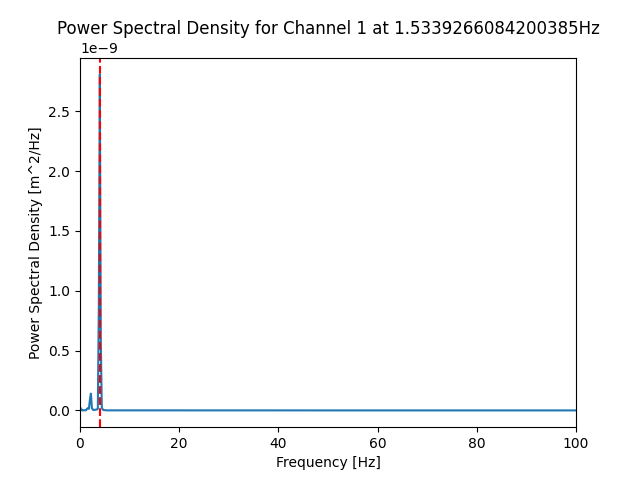 Power Spectral Density for Channel 1 at 1.5339266084200385Hz
1e−9
2.5
2.0
1.5
1.0
0.5
0.0
Power Spectral Density [m^2/Hz]
0 20 40 60 80 100
Frequency [Hz]